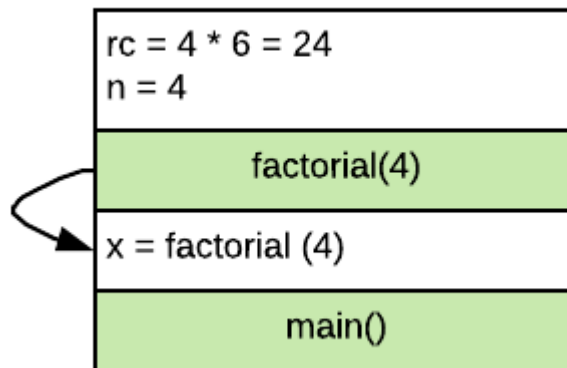 rc = 4 * 6 = 24
n = 4
factorial(4)
x = factorial (4)
main()